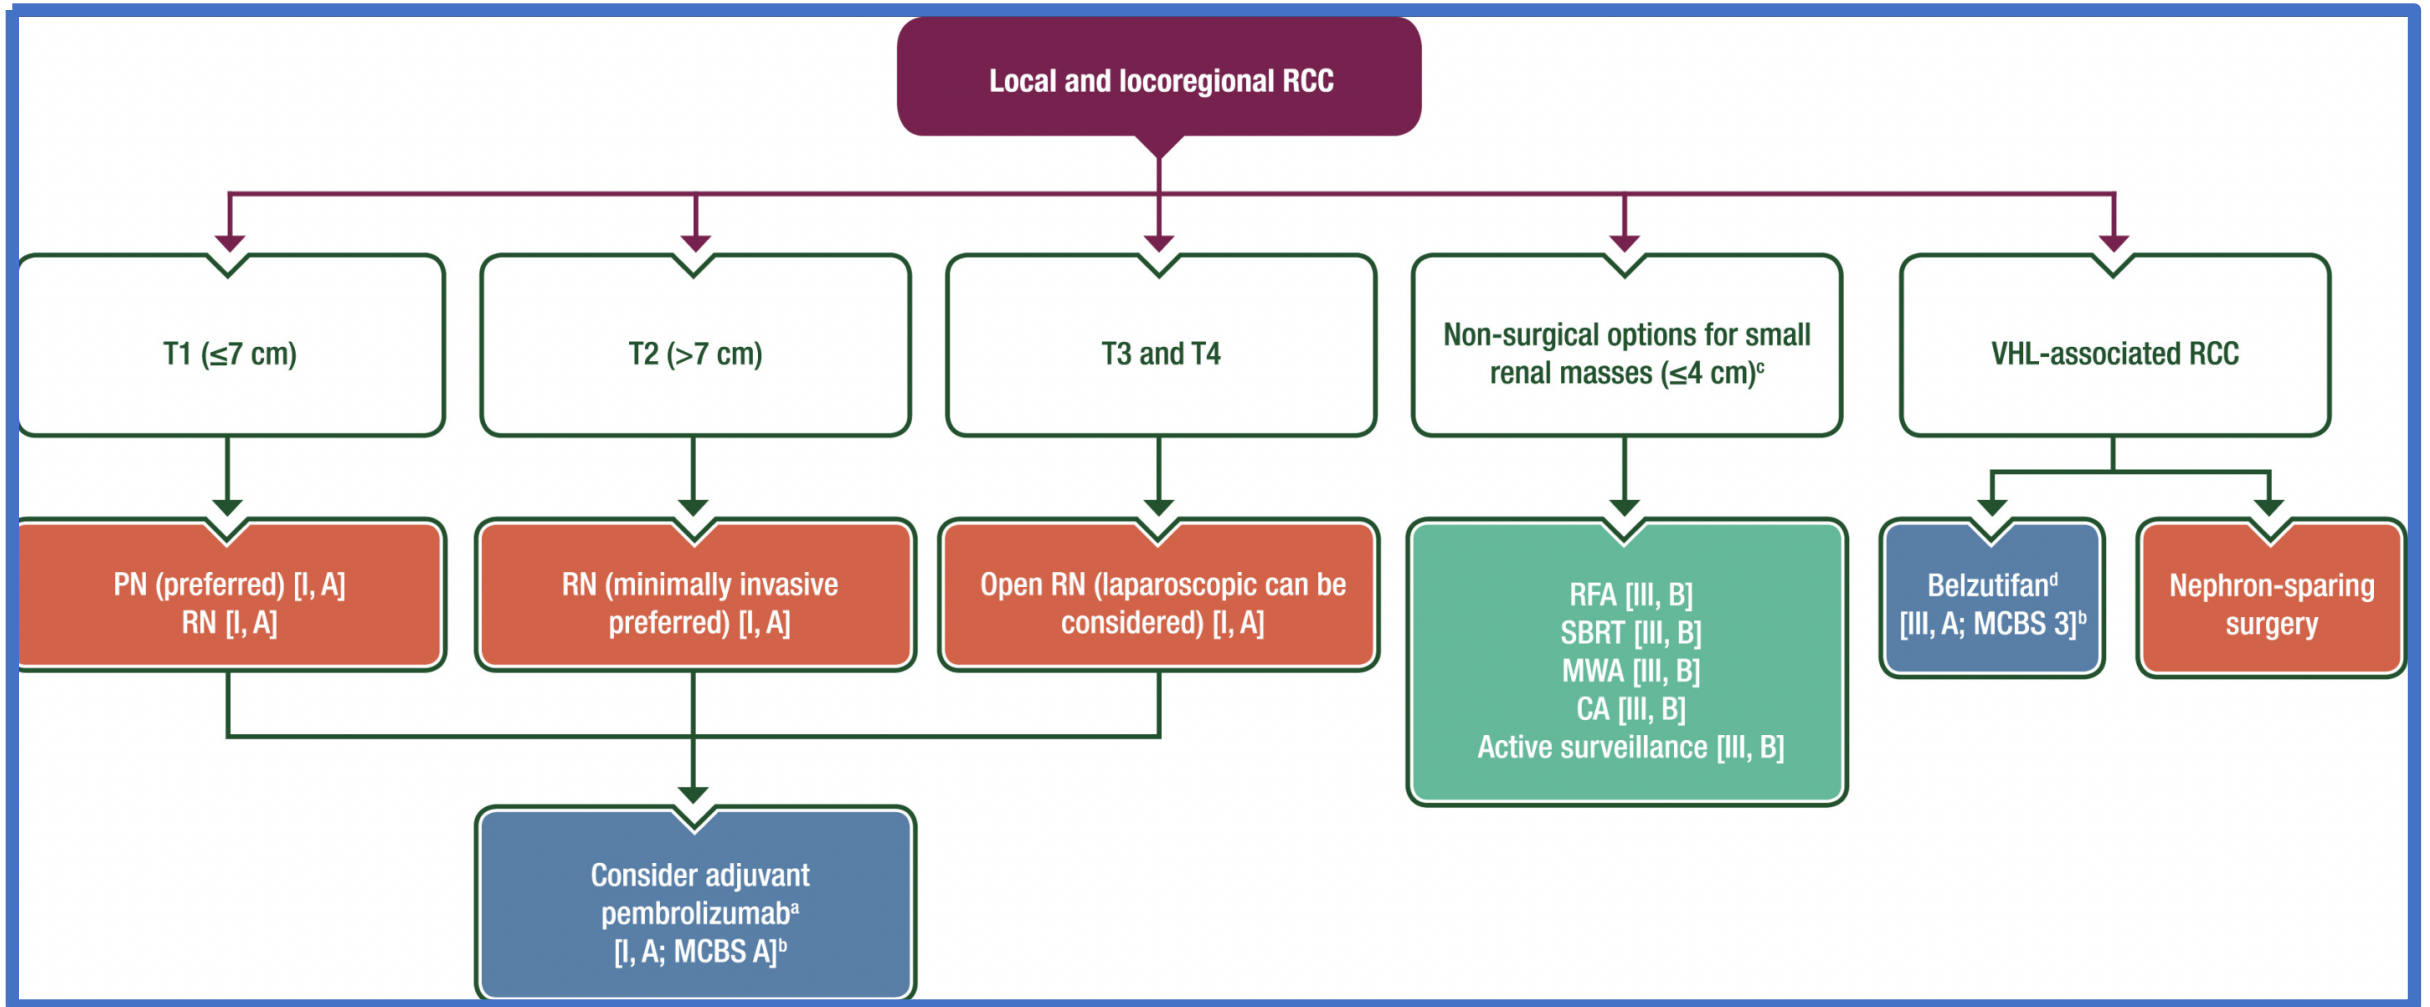 Local and locoregional RCC
T1 (≤7 cm)
T2 (>7 cm)
T3 and T4
Non-surgical options for small
renal masses (≤4 cm)ᶜ
VHL-associated RCC
PN (preferred) [I, A]
RN [I, A]
RN (minimally invasive
preferred) [I, A]
Open RN (laparoscopic can be
considered) [I, A]
RFA [III, B]
SBRT [III, B]
MWA [III, B]
CA [III, B]
Active surveillance [III, B]
Belzutifanᵈ
[III, A; MCBS 3]ᵇ
Nephron-sparing
surgery
Consider adjuvant
pembrolizumabᵃ
[I, A; MCBS A]ᵇ